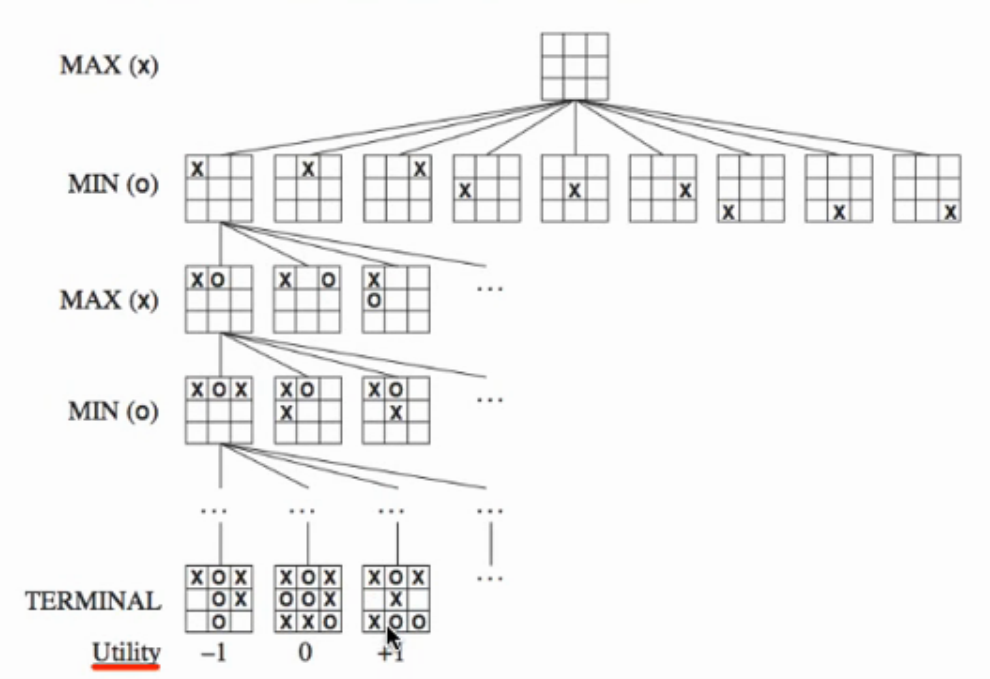 MAX (x)
MIN (o)
X X X X X X X X X
MAX (x)
X O X O X
O
...
MIN (o)
X O X X O X O
X X
...
... ... ... ...
TERMINAL
X O X X O X X O X
O X O O X X
O X X O X O O
...
Utility
–1 0 +1